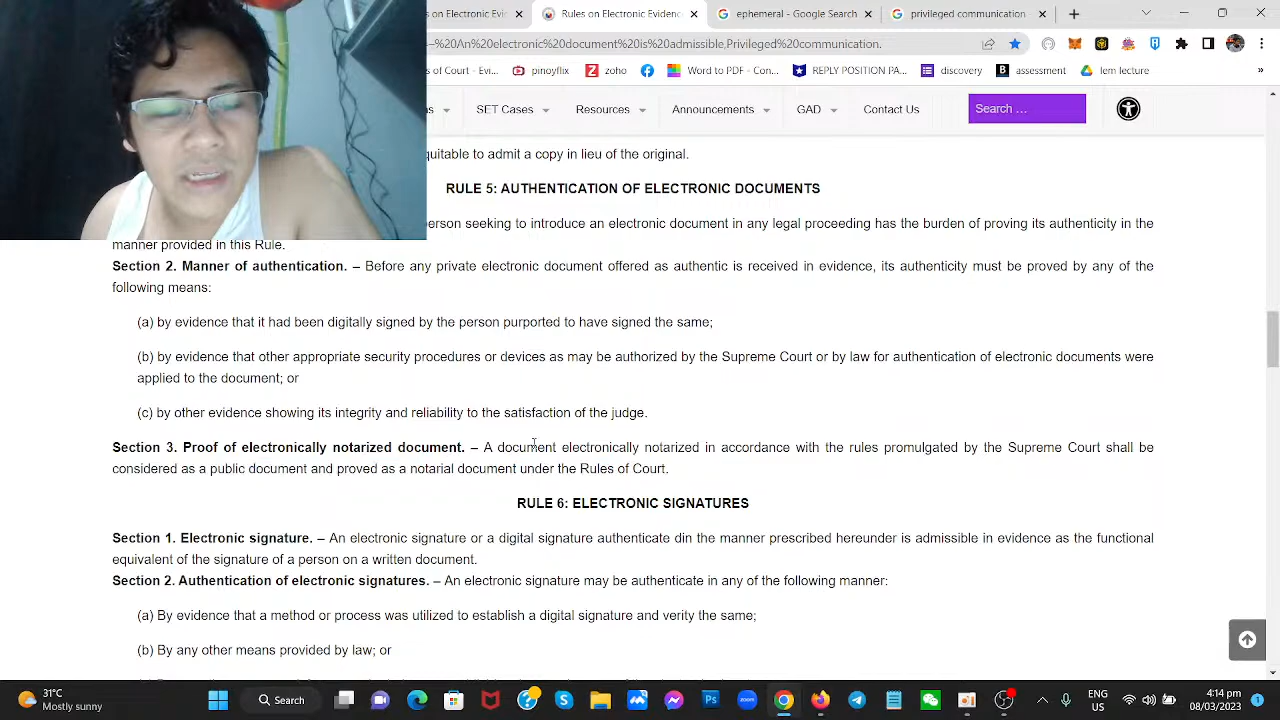 s on Electronic Evic
Rules on Electronic Evidenc
ephemeral - Google Search
privileged communication
An%20electronic%20document%20is%20admissible,Privileged%20communication.
s of Court - Evi...
pinoyflix
zoho
Word to PDF - Con...
REPLY POSITION PA...
discovery
assessment
lem lecture
SET Cases
Resources
Announcements
GAD
Contact Us
Search ...
quitable to admit a copy in lieu of the original.
RULE 5: AUTHENTICATION OF ELECTRONIC DOCUMENTS
erson seeking to introduce an electronic document in any legal proceeding has the burden of proving its authenticity in the
manner provided in this Rule.
Section 2. Manner of authentication. – Before any private electronic document offered as authentic is received in evidence, its authenticity must be proved by any of the
following means:
(a) by evidence that it had been digitally signed by the person purported to have signed the same;
(b) by evidence that other appropriate security procedures or devices as may be authorized by the Supreme Court or by law for authentication of electronic documents were
applied to the document; or
(c) by other evidence showing its integrity and reliability to the satisfaction of the judge.
Section 3. Proof of electronically notarized document. – A document electronically notarized in accordance with the rules promulgated by the Supreme Court shall be
considered as a public document and proved as a notarial document under the Rules of Court.
RULE 6: ELECTRONIC SIGNATURES
Section 1. Electronic signature. – An electronic signature or a digital signature authenticate din the manner prescribed hereunder is admissible in evidence as the functional
equivalent of the signature of a person on a written document.
Section 2. Authentication of electronic signatures. – An electronic signature may be authenticate in any of the following manner:
(a) By evidence that a method or process was utilized to establish a digital signature and verify the same;
(b) By any other means provided by law; or
31°C
Mostly sunny
Search
Ps
zoom
ENG
US
4:14 pm
08/03/2023